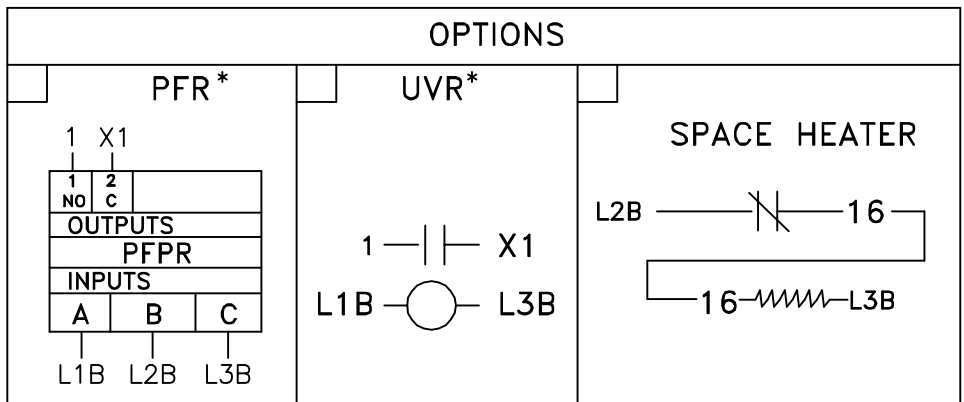 OPTIONS
PFR*
1 X1
1 2
NO C
OUTPUTS
PFPR
INPUTS
A B C
L1B L2B L3B
UVR*
1 X1
L1B L3B
SPACE HEATER
L2B 16
16 L3B